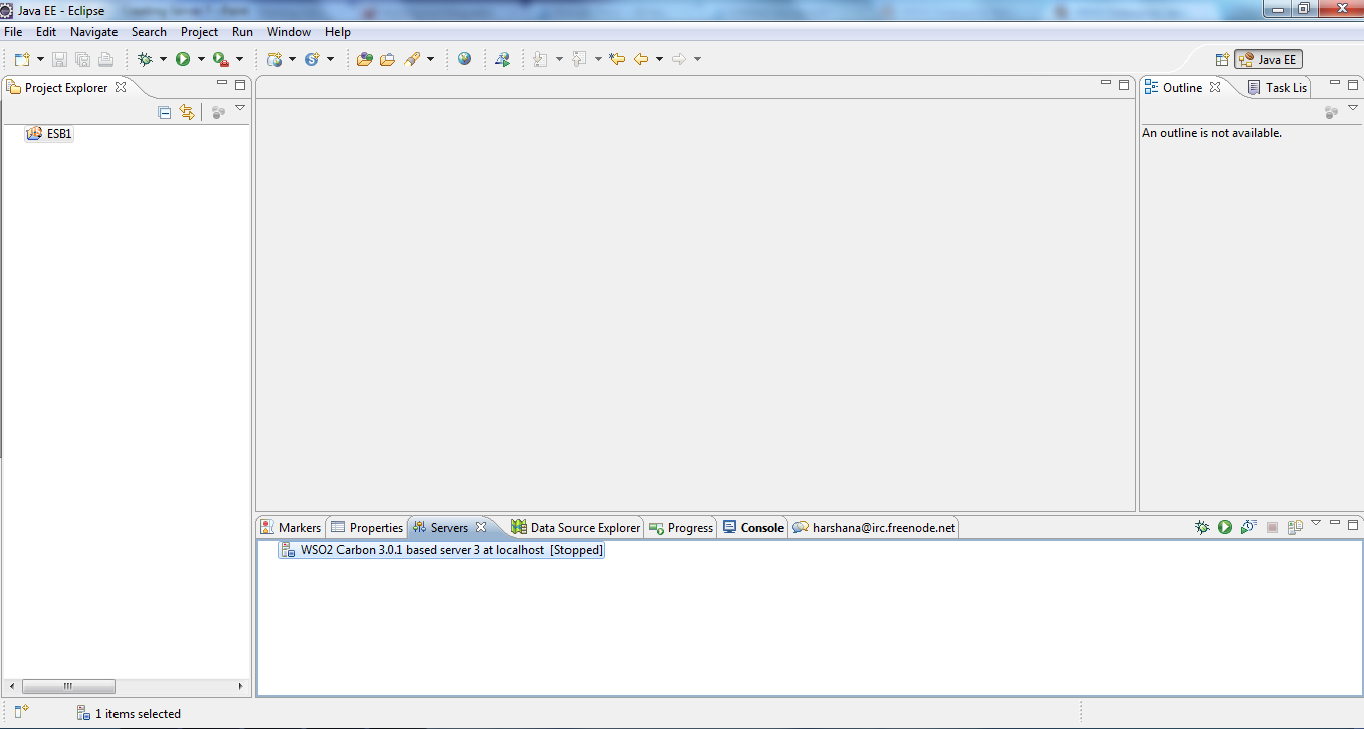 Java EE - Eclipse
File Edit Navigate Search Project Run Window Help
Java EE
Project Explorer
ESB1
Outline
Task Lis
An outline is not available.
Markers Properties Servers Data Source Explorer Progress Console harshana@irc.freenode.net
WSO2 Carbon 3.0.1 based server 3 at localhost [Stopped]
1 items selected